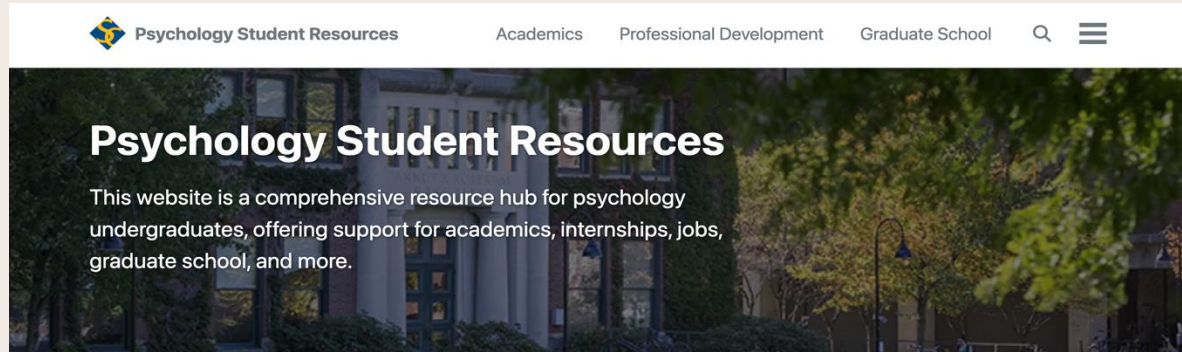 Psychology Student Resources
Academics
Professional Development
Graduate School
Psychology Student Resources
This website is a comprehensive resource hub for psychology
undergraduates, offering support for academics, internships, jobs,
graduate school, and more.